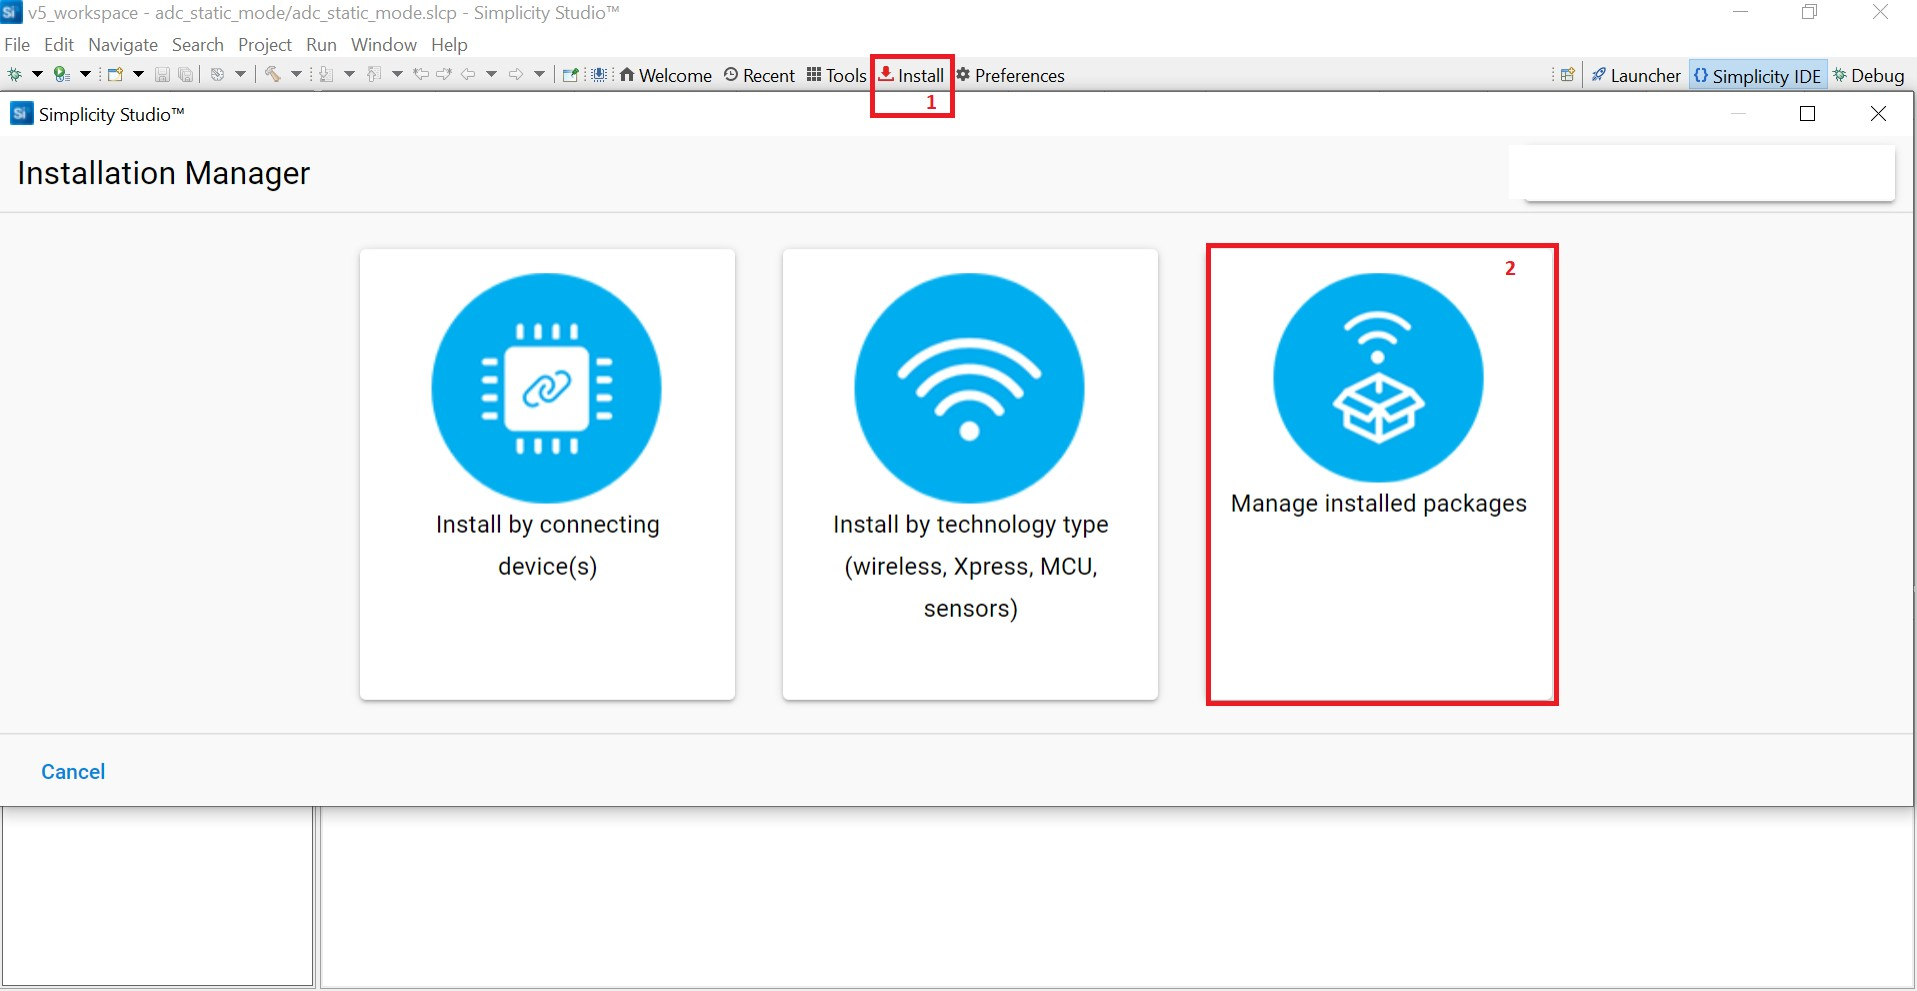 Si v5_workspace - adc_static_mode/adc_static_mode.slcp - Simplicity Studio™
File Edit Navigate Search Project Run Window Help
Welcome Recent Tools Install Preferences Launcher {} Simplicity IDE Debug
1
Si Simplicity Studio™
Installation Manager
2
Install by connecting
device(s)
Install by technology type
(wireless, Xpress, MCU,
sensors)
Manage installed packages
Cancel